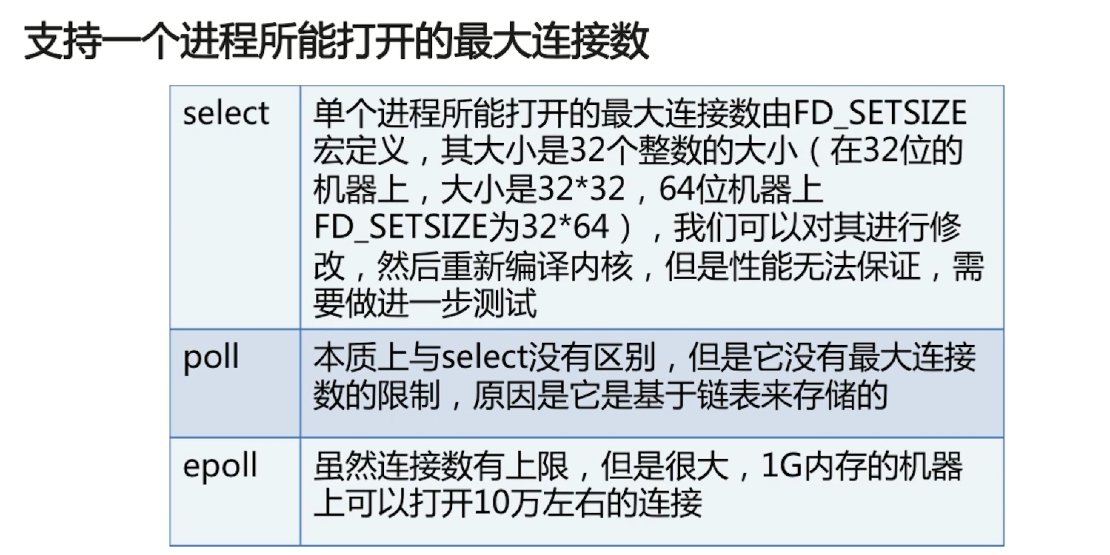 支持一个进程所能打开的最大连接数
select
单个进程所能打开的最大连接数由FD_SETSIZE
宏定义，其大小是32个整数的大小（在32位的
机器上，大小是32*32，64位机器上
FD_SETSIZE为32*64），我们可以对其进行修
改，然后重新编译内核，但是性能无法保证，需
要做进一步测试
poll
本质上与select没有区别，但是它没有最大连接
数的限制，原因是它是基于链表来存储的
epoll
虽然连接数有上限，但是很大，1G内存的机器
上可以打开10万左右的连接